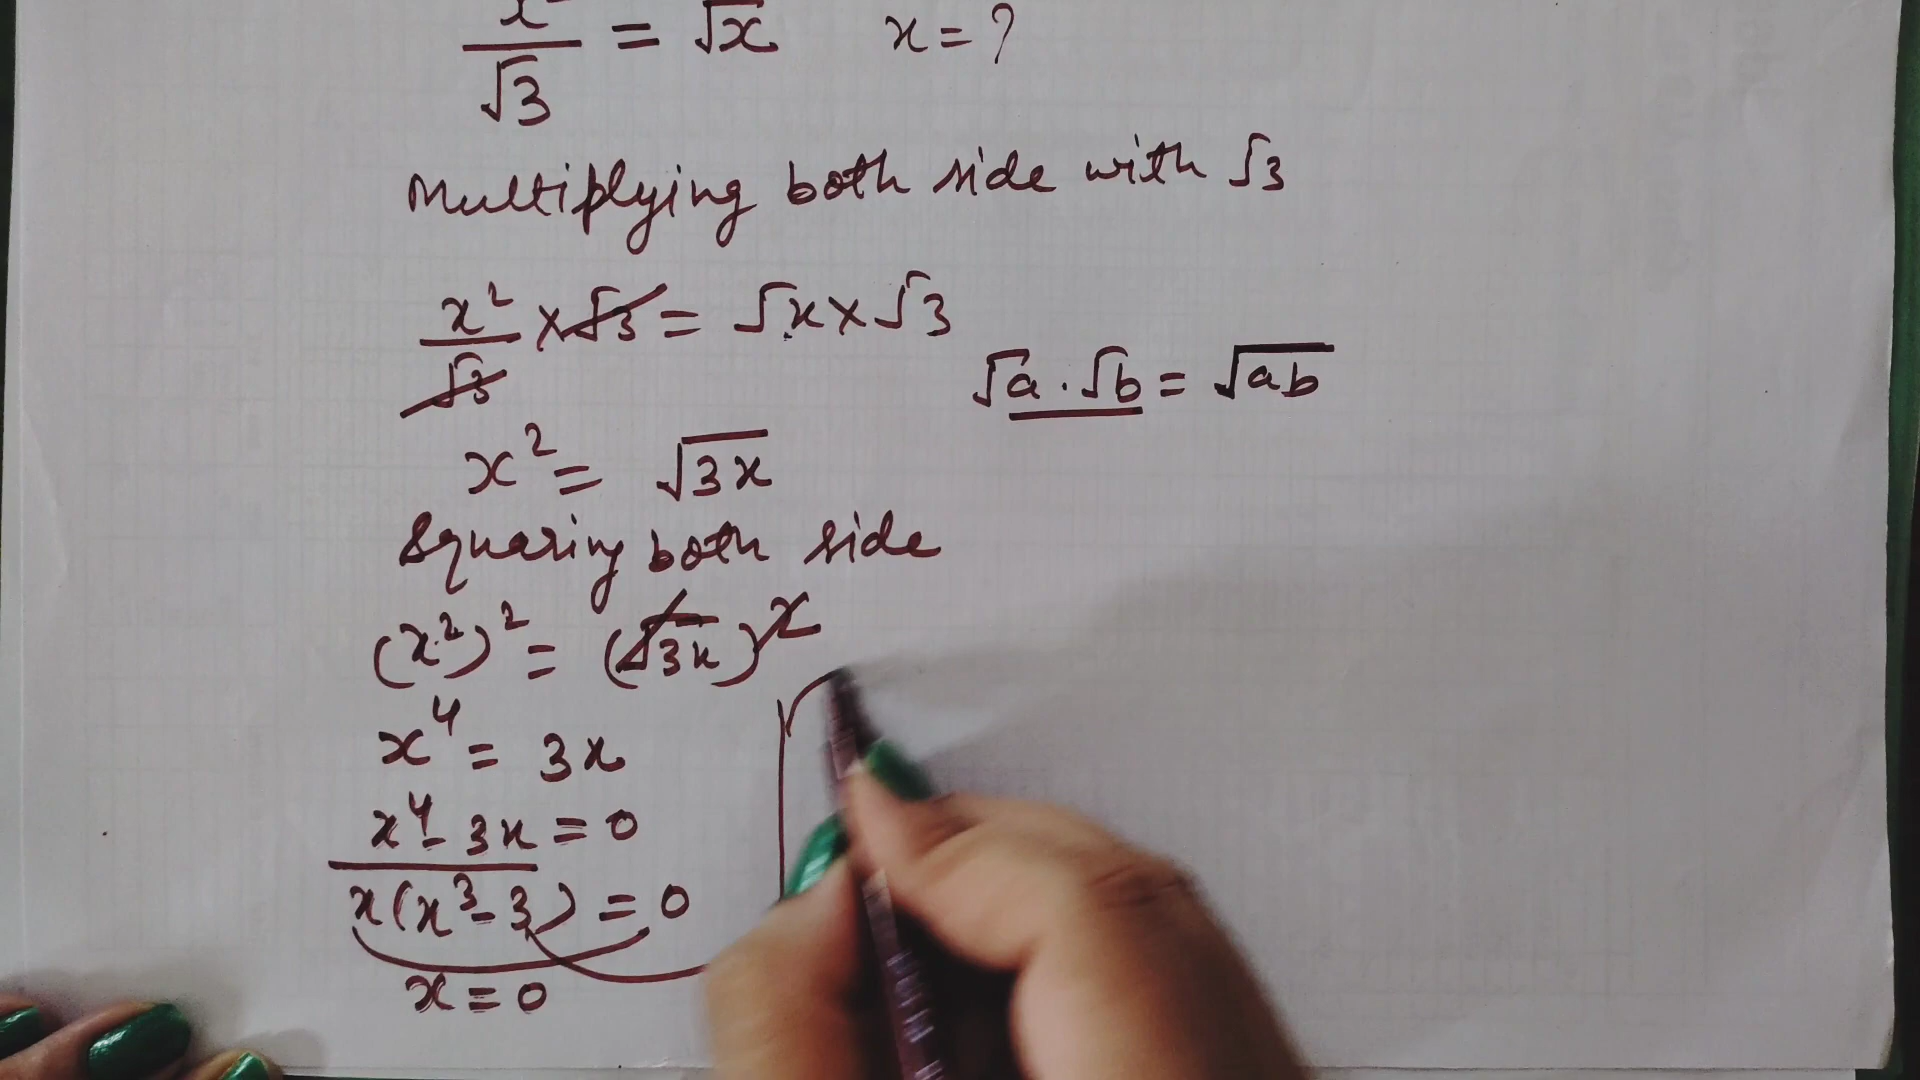 x²/√3 = √x x = ?
Multiplying both side with √3
x²/√3 × √3 = √x × √3
√a · √b = √ab
x² = √3x
Squaring both side
(x²)² = (√3x)²
x⁴ = 3x
x⁴ - 3x = 0
x(x³ - 3) = 0
x = 0